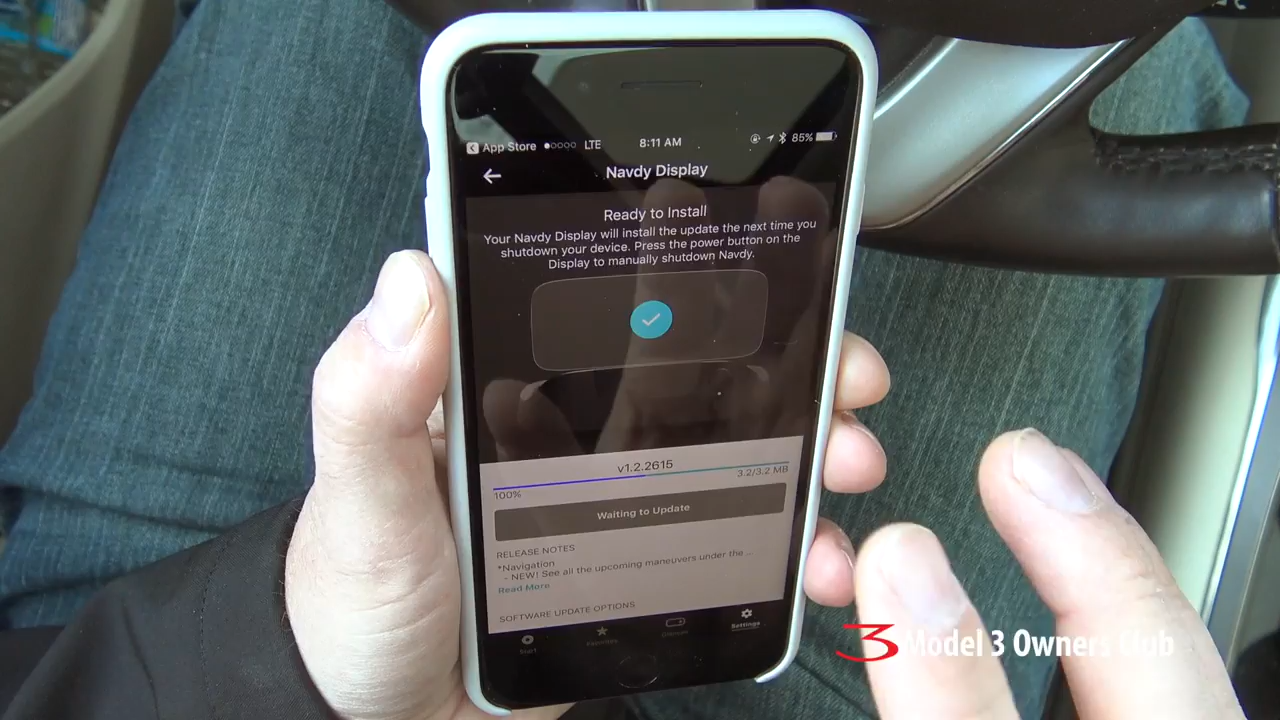 App Store LTE 8:11 AM 85%
Navdy Display
Ready to Install
Your Navdy Display will install the update the next time you
shutdown your device. Press the power button on the
Display to manually shutdown Navdy.
v1.2.2615
100% 3.2/3.2 MB
Waiting to Update
RELEASE NOTES
*Navigation
- NEW! See all the upcoming maneuvers under the ...
Read More
SOFTWARE UPDATE OPTIONS
Start Favorites Glances Settings
3 Model 3 Owners Club